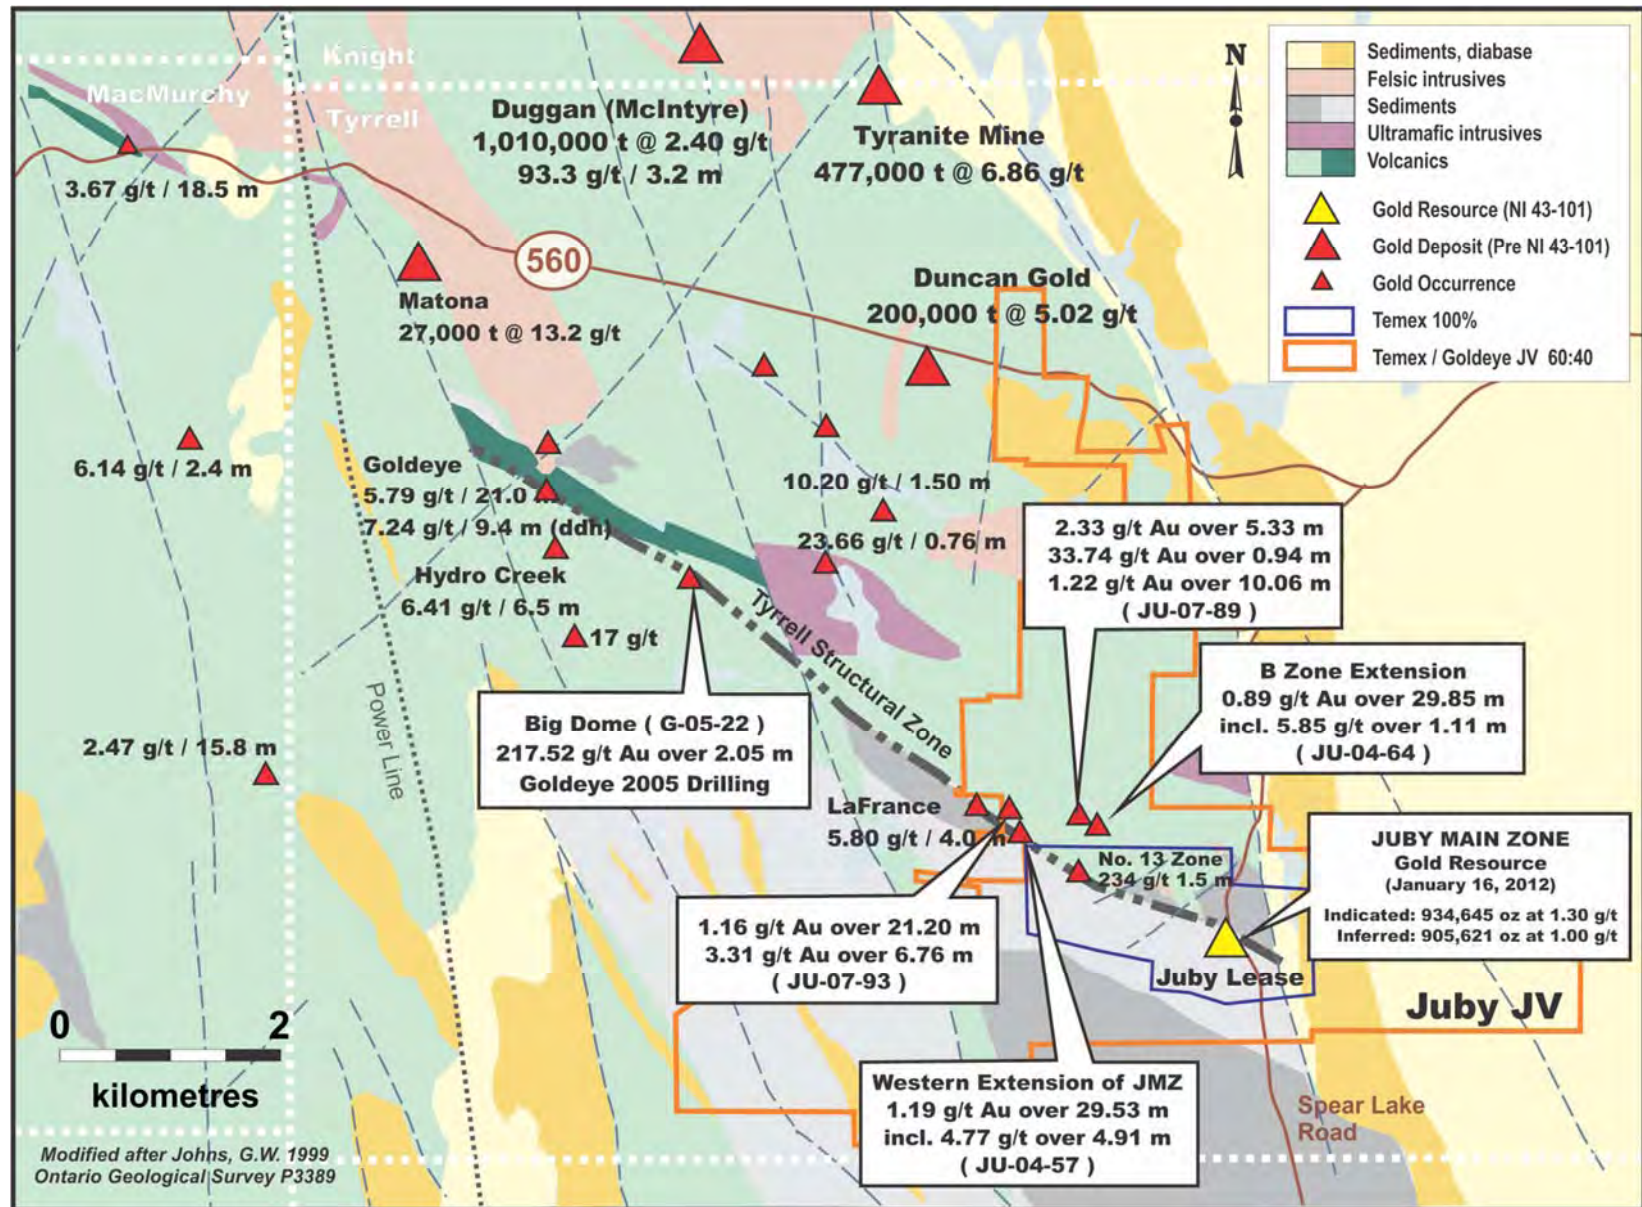 Knight
MacMurchy
Tyrrell
3.67 g/t / 18.5 m
Duggan (McIntyre)
1,010,000 t @ 2.40 g/t
93.3 g/t / 3.2 m
Tyranite Mine
477,000 t @ 6.86 g/t
N
Sediments, diabase
Felsic intrusives
Sediments
Ultramafic intrusives
Volcanics
Gold Resource (NI 43-101)
Gold Deposit (Pre NI 43-101)
Gold Occurrence
Temex 100%
Temex / Goldeye JV 60:40
560
Matona
27,000 t @ 13.2 g/t
Duncan Gold
200,000 t @ 5.02 g/t
6.14 g/t / 2.4 m
Goldeye
5.79 g/t / 21.0 m
7.24 g/t / 9.4 m (ddh)
Hydro Creek
6.41 g/t / 6.5 m
17 g/t
10.20 g/t / 1.50 m
23.66 g/t / 0.76 m
2.33 g/t Au over 5.33 m
33.74 g/t Au over 0.94 m
1.22 g/t Au over 10.06 m
( JU-07-89 )
Tyrrell Structural Zone
Power Line
B Zone Extension
0.89 g/t Au over 29.85 m
incl. 5.85 g/t over 1.11 m
( JU-04-64 )
Big Dome ( G-05-22 )
217.52 g/t Au over 2.05 m
Goldeye 2005 Drilling
2.47 g/t / 15.8 m
LaFrance
5.80 g/t / 4.0 m
No. 13 Zone
234 g/t 1.5 m
JUBY MAIN ZONE
Gold Resource
(January 16, 2012)
Indicated: 934,645 oz at 1.30 g/t
Inferred: 905,621 oz at 1.00 g/t
1.16 g/t Au over 21.20 m
3.31 g/t Au over 6.76 m
( JU-07-93 )
Juby Lease
Juby JV
0 2
kilometres
Western Extension of JMZ
1.19 g/t Au over 29.53 m
incl. 4.77 g/t over 4.91 m
( JU-04-57 )
Spear Lake
Road
Modified after Johns, G.W. 1999
Ontario Geological Survey P3389